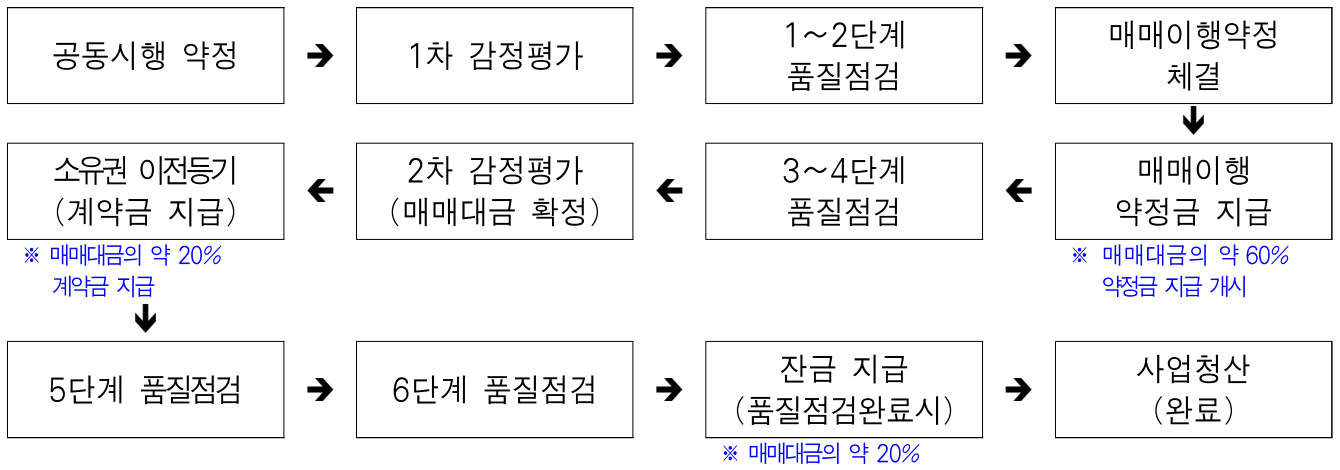 공동시행 약정
1차 감정평가
1～2단계
품질점검
매매이행약정
체결
매매이행
약정금 지급
※ 매매대금의 약 60%
약정금 지급 개시
3～4단계
품질점검
2차 감정평가
(매매대금 확정)
소유권 이전등기
(계약금 지급)
※ 매매대금의 약 20%
계약금 지급
5단계 품질점검
6단계 품질점검
잔금 지급
(품질점검완료시)
※ 매매대금의 약 20%
사업청산
(완료)